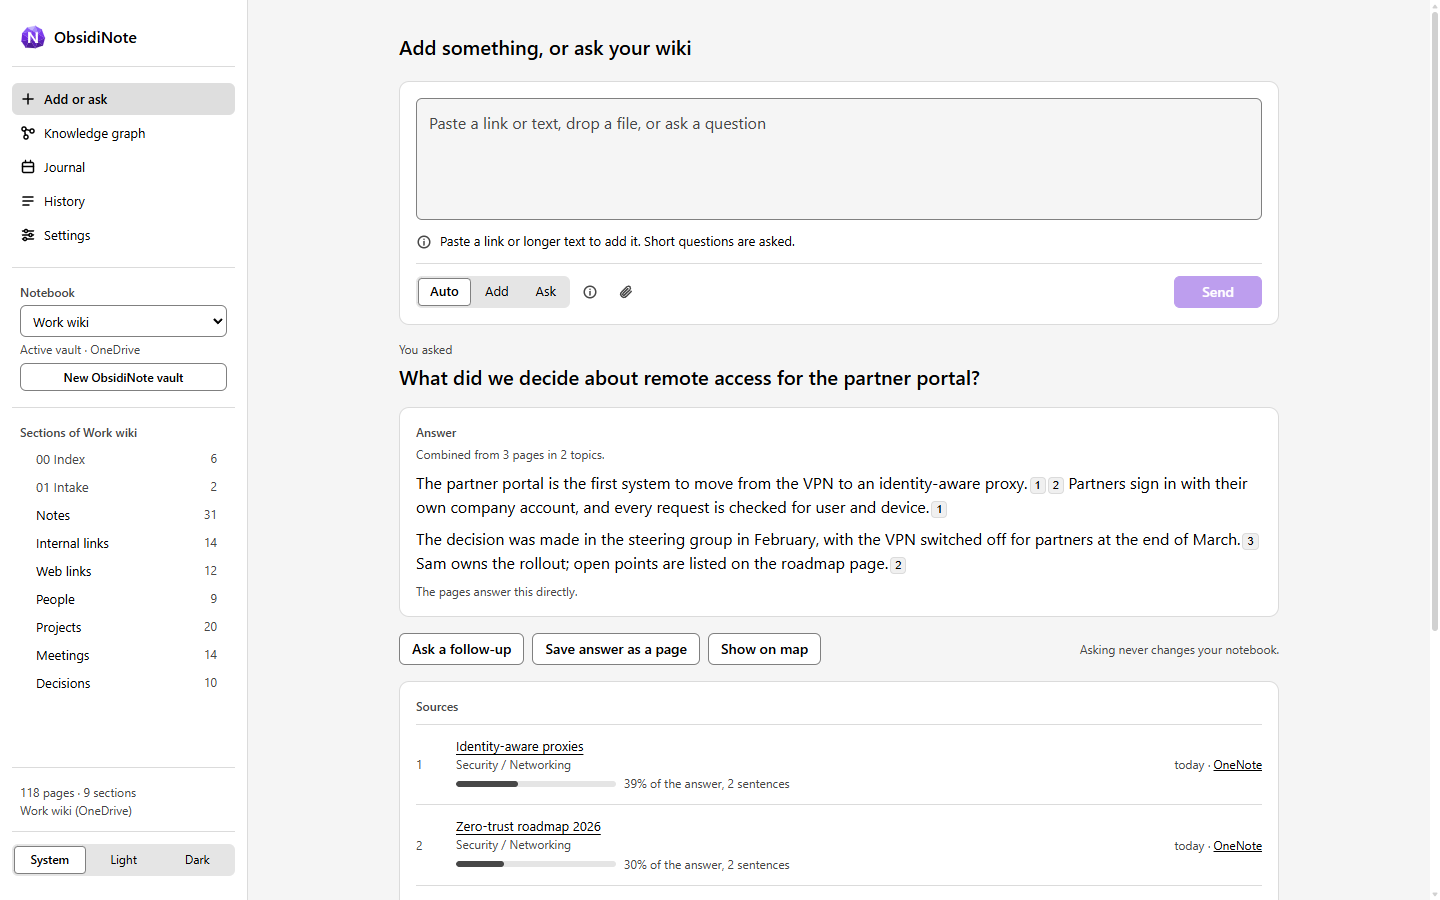 N ObsidiNote
Add or ask
Knowledge graph
Journal
History
Settings
Notebook
Work wiki
Active vault · OneDrive
New ObsidiNote vault
Sections of Work wiki
00 Index 6
01 Intake 2
Notes 31
Internal links 14
Web links 12
People 9
Projects 20
Meetings 14
Decisions 10
118 pages · 9 sections
Work wiki (OneDrive)
System Light Dark
Add something, or ask your wiki
Paste a link or text, drop a file, or ask a question
Paste a link or longer text to add it. Short questions are asked.
Auto Add Ask Send
You asked
What did we decide about remote access for the partner portal?
Answer
Combined from 3 pages in 2 topics.
The partner portal is the first system to move from the VPN to an identity-aware proxy. 1 2 Partners sign in with their
own company account, and every request is checked for user and device. 1
The decision was made in the steering group in February, with the VPN switched off for partners at the end of March. 3
Sam owns the rollout; open points are listed on the roadmap page. 2
The pages answer this directly.
Ask a follow-up Save answer as a page Show on map Asking never changes your notebook.
Sources
Identity-aware proxies
1 Security / Networking today · OneNote
39% of the answer, 2 sentences
Zero-trust roadmap 2026
2 Security / Networking today · OneNote
30% of the answer, 2 sentences